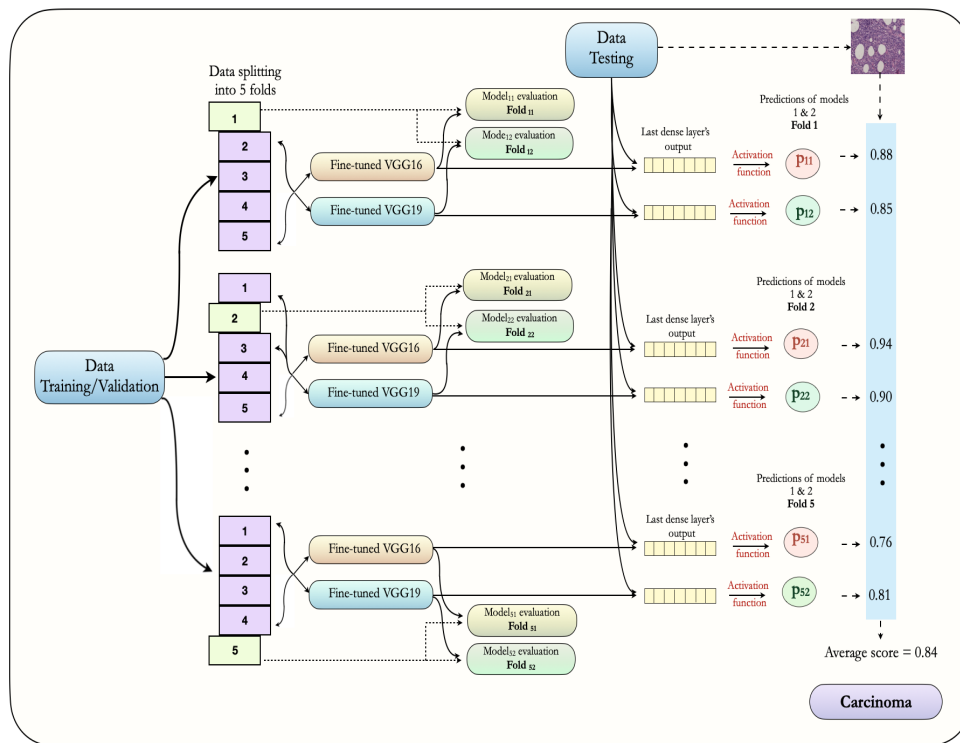 Data
Testing
Data splitting
into 5 folds
1
2
3
4
5
Fine-tuned VGG16
Fine-tuned VGG19
Model11 evaluation
Fold 11
Mode12 evaluation
Fold 12
Last dense layer's
output
Activation
function
Activation
function
Predictions of models
1 & 2
Fold 1
P11
P12
0.88
0.85
1
2
3
4
5
Fine-tuned VGG16
Fine-tuned VGG19
Model21 evaluation
Fold 21
Model22 evaluation
Fold 22
Last dense layer's
output
Activation
function
Activation
function
Predictions of models
1 & 2
Fold 2
P21
P22
0.94
0.90
Data
Training/Validation
1
2
3
4
5
Fine-tuned VGG16
Fine-tuned VGG19
Model51 evaluation
Fold 51
Model52 evaluation
Fold 52
Last dense layer's
output
Activation
function
Activation
function
Predictions of models
1 & 2
Fold 5
P51
P52
0.76
0.81
Average score = 0.84
Carcinoma